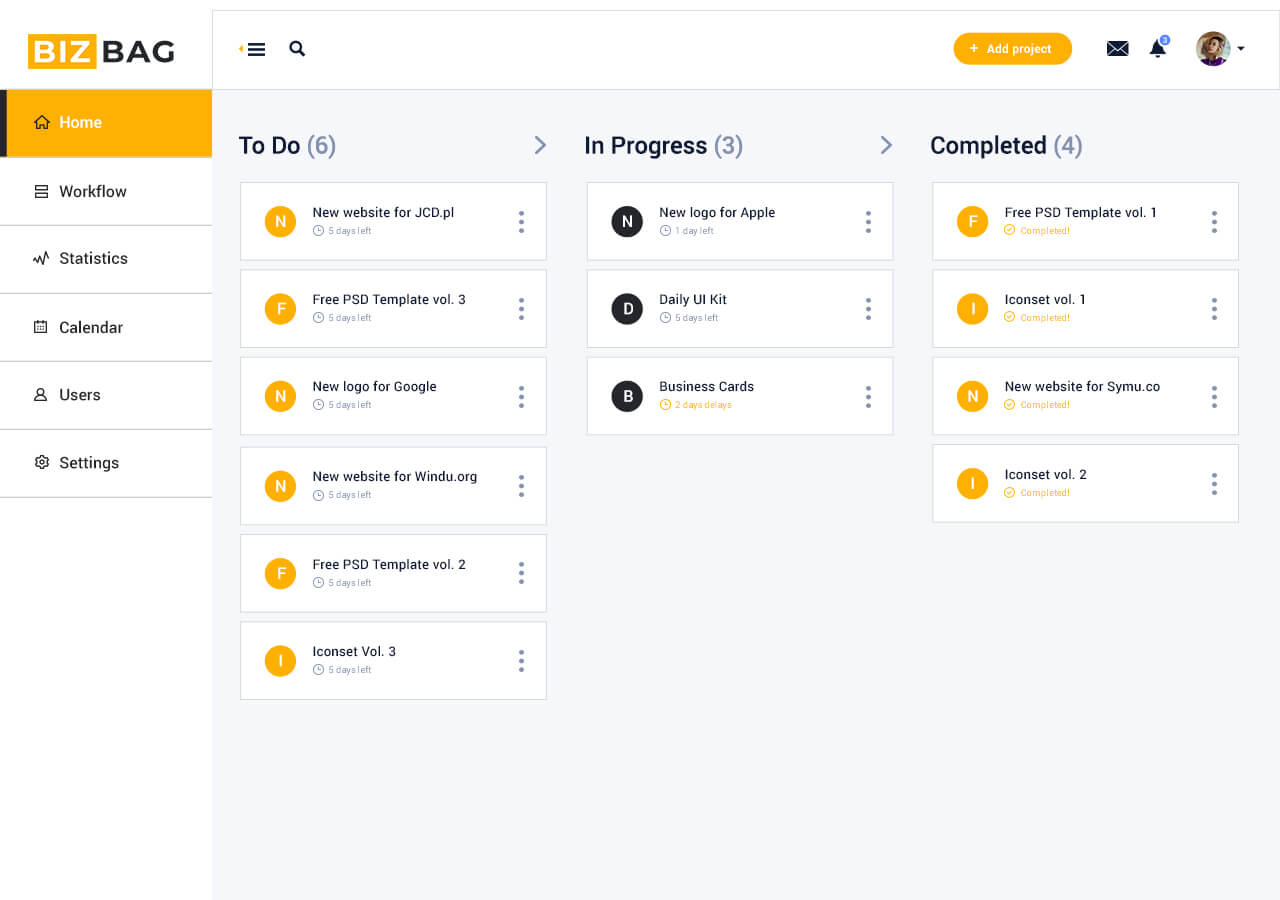 BIZ BAG
+ Add project
3
Home
Workflow
Statistics
Calendar
Users
Settings
To Do (6)
N
New website for JCD.pl
5 days left
F
Free PSD Template vol. 3
5 days left
N
New logo for Google
5 days left
N
New website for Windu.org
5 days left
F
Free PSD Template vol. 2
5 days left
I
Iconset Vol. 3
5 days left
In Progress (3)
N
New logo for Apple
1 day left
D
Daily UI Kit
5 days left
B
Business Cards
2 days delays
Completed (4)
F
Free PSD Template vol. 1
Completed!
I
Iconset vol. 1
Completed!
N
New website for Symu.co
Completed!
I
Iconset vol. 2
Completed!